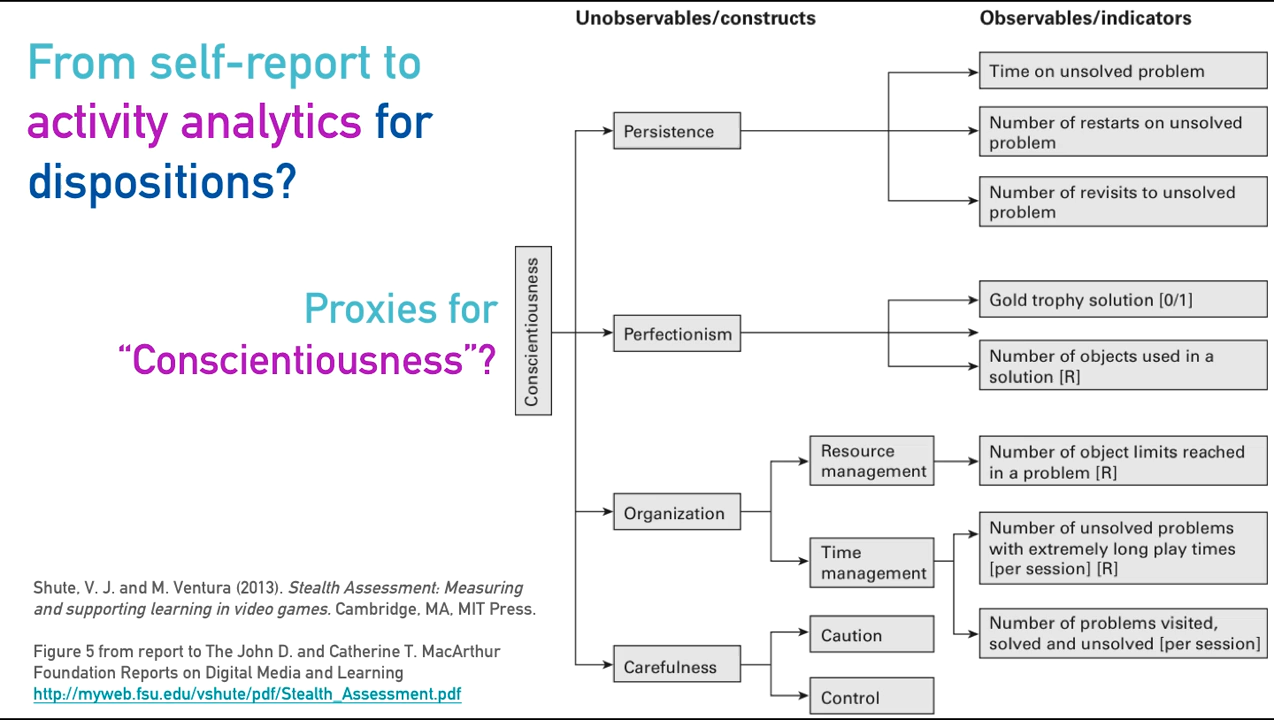 From self-report to
activity analytics for
dispositions?
Proxies for
“Conscientiousness”?
Shute, V. J. and M. Ventura (2013). Stealth Assessment: Measuring
and supporting learning in video games. Cambridge, MA, MIT Press.
Figure 5 from report to The John D. and Catherine T. MacArthur
Foundation Reports on Digital Media and Learning
http://myweb.fsu.edu/vshute/pdf/Stealth_Assessment.pdf
Unobservables/constructs
Observables/indicators
Conscientiousness
Persistence
Time on unsolved problem
Number of restarts on unsolved
problem
Number of revisits to unsolved
problem
Perfectionism
Gold trophy solution [0/1]
Number of objects used in a
solution [R]
Organization
Resource
management
Number of object limits reached
in a problem [R]
Time
management
Number of unsolved problems
with extremely long play times
[per session] [R]
Number of problems visited,
solved and unsolved [per session]
Carefulness
Caution
Control